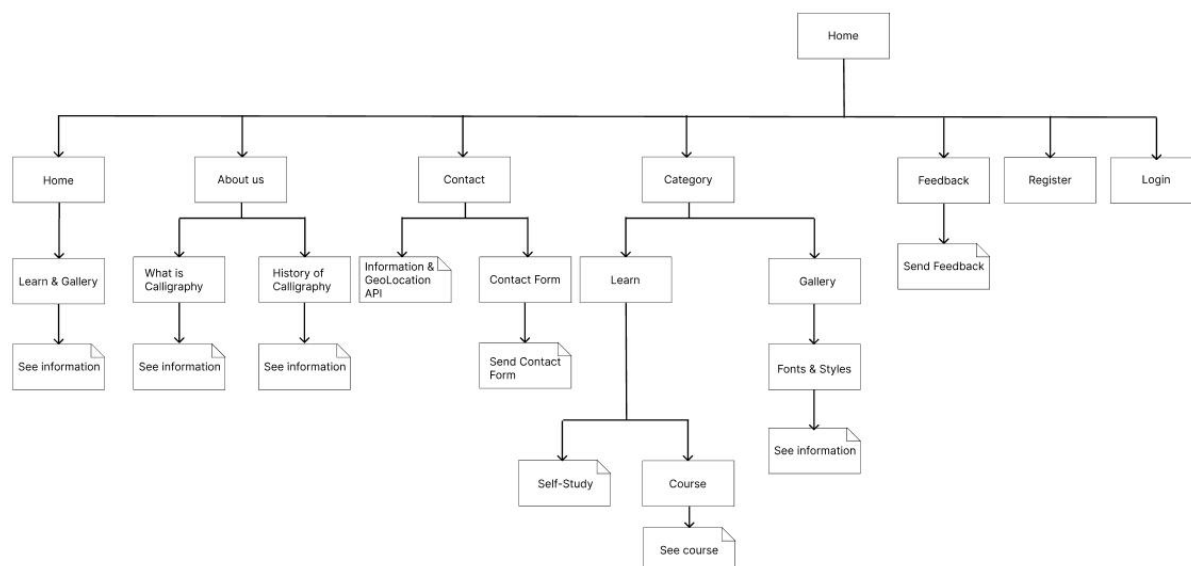 Home
Home
About us
Contact
Category
Feedback
Register
Login
Learn & Gallery
What is
Calligraphy
History of
Calligraphy
Information &
GeoLocation
API
Contact Form
Learn
Gallery
Send Feedback
See information
See information
See information
Send Contact
Form
Fonts & Styles
See information
Self-Study
Course
See course